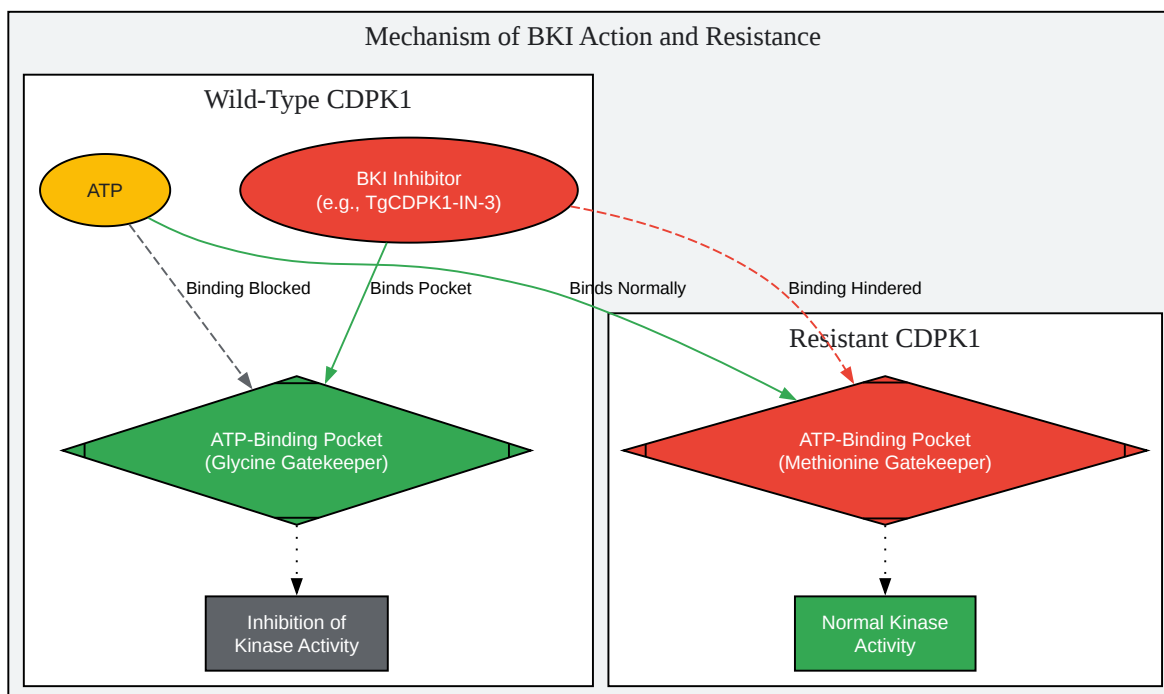 Mechanism of BKI Action and Resistance
Wild-Type CDPK1
ATP
BKI Inhibitor
(e.g., TgCDPK1-IN-3)
Binding Blocked
Binds Pocket
Binds Normally
Binding Hindered
Resistant CDPK1
ATP-Binding Pocket
(Glycine Gatekeeper)
ATP-Binding Pocket
(Methionine Gatekeeper)
Inhibition of
Kinase Activity
Normal Kinase
Activity